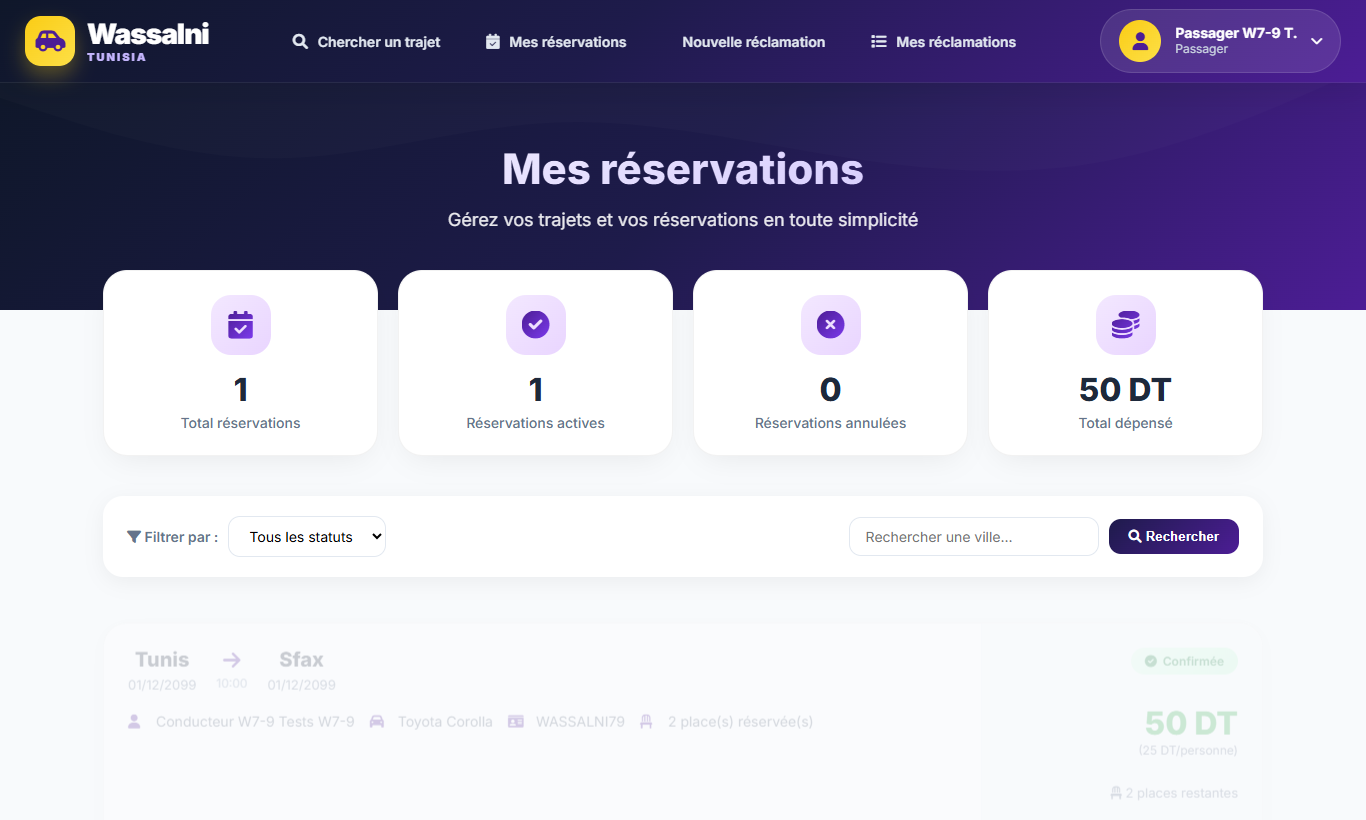 Wassalni
TUNISIA
Chercher un trajet
Mes réservations
Nouvelle réclamation
Mes réclamations
Passager W7-9 T.
Passager
Mes réservations
Gérez vos trajets et vos réservations en toute simplicité
1
Total réservations
1
Réservations actives
0
Réservations annulées
50 DT
Total dépensé
Filtrer par :
Tous les statuts
Rechercher une ville...
Rechercher
Tunis
Sfax
01/12/2099
10:00
01/12/2099
Conducteur W7-9 Tests W7-9
Toyota Corolla
WASSALNI79
2 place(s) réservée(s)
Confirmée
50 DT
(25 DT/personne)
2 places restantes